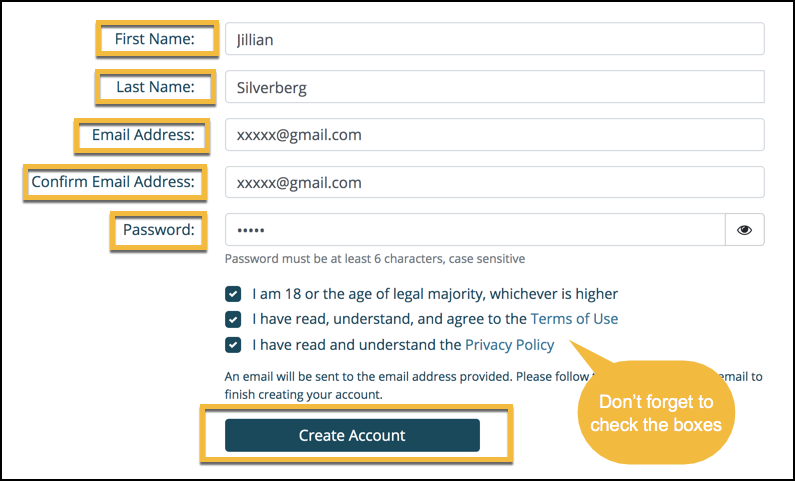 First Name: Jillian
Last Name: Silverberg
Email Address: xxxxx@gmail.com
Confirm Email Address: xxxxx@gmail.com
Password: •••••
Password must be at least 6 characters, case sensitive
I am 18 or the age of legal majority, whichever is higher
I have read, understand, and agree to the Terms of Use
I have read and understand the Privacy Policy
An email will be sent to the email address provided. Please follow email to
finish creating your account.
Don't forget to
check the boxes
Create Account